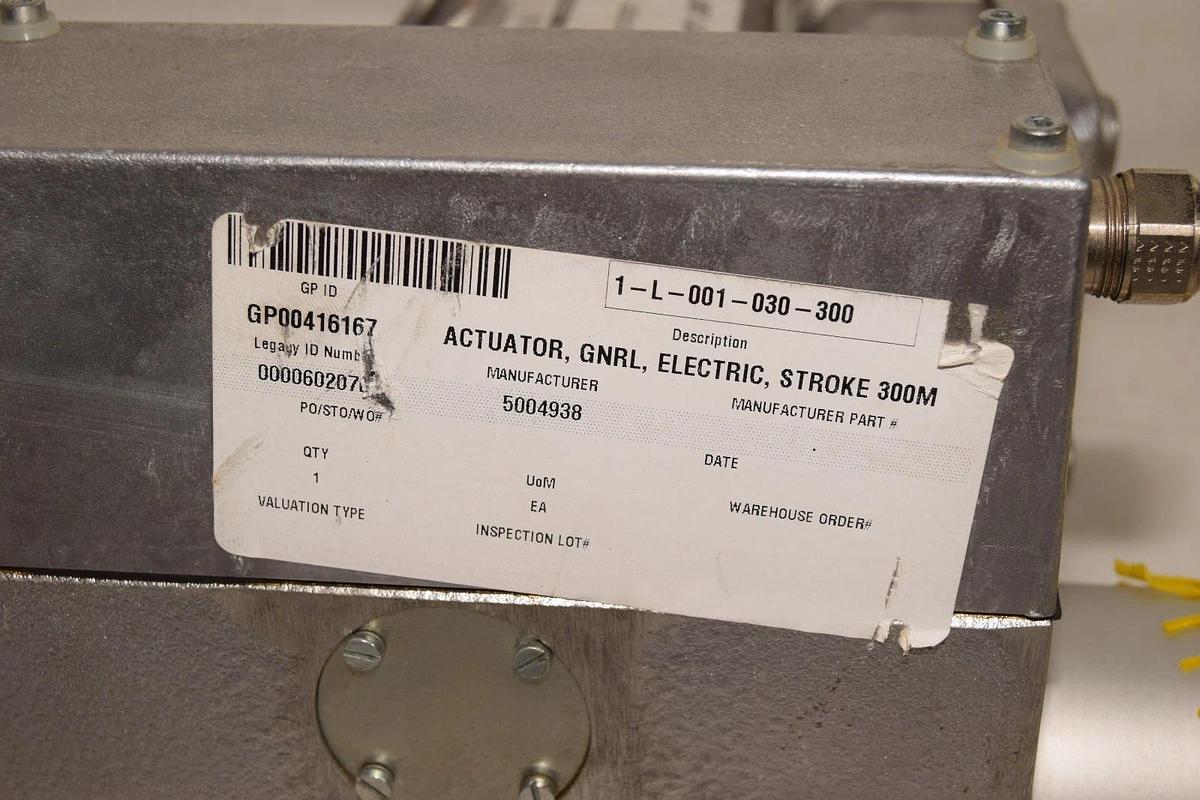 1-L-001-030-300
GP ID
Description
GP00416167
ACTUATOR, GNRL, ELECTRIC, STROKE 300M
Legacy ID
MANUFACTURER
MANUFACTURER PART #
5004938
PO/STO/WO#
DATE
QTY
UoM
1
EA
WAREHOUSE ORDER#
VALUATION TYPE
INSPECTION LOT#